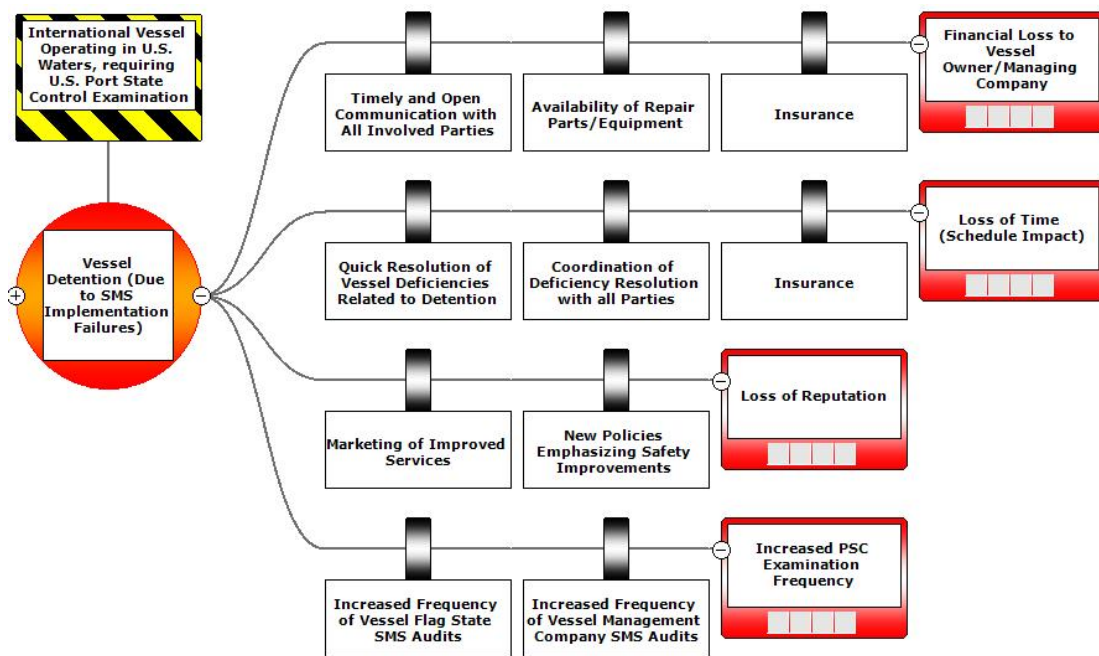 International Vessel
Operating in U.S.
Waters, requiring
U.S. Port State
Control Examination
Vessel
Detention (Due
to SMS
Implementation
Failures)
Timely and Open
Communication with
All Involved Parties
Availability of Repair
Parts/Equipment
Insurance
Financial Loss to
Vessel
Owner/Managing
Company
Quick Resolution of
Vessel Deficiencies
Related to Detention
Coordination of
Deficiency Resolution
with all Parties
Insurance
Loss of Time
(Schedule Impact)
Marketing of Improved
Services
New Policies
Emphasizing Safety
Improvements
Loss of Reputation
Increased Frequency
of Vessel Flag State
SMS Audits
Increased Frequency
of Vessel Management
Company SMS Audits
Increased PSC
Examination
Frequency